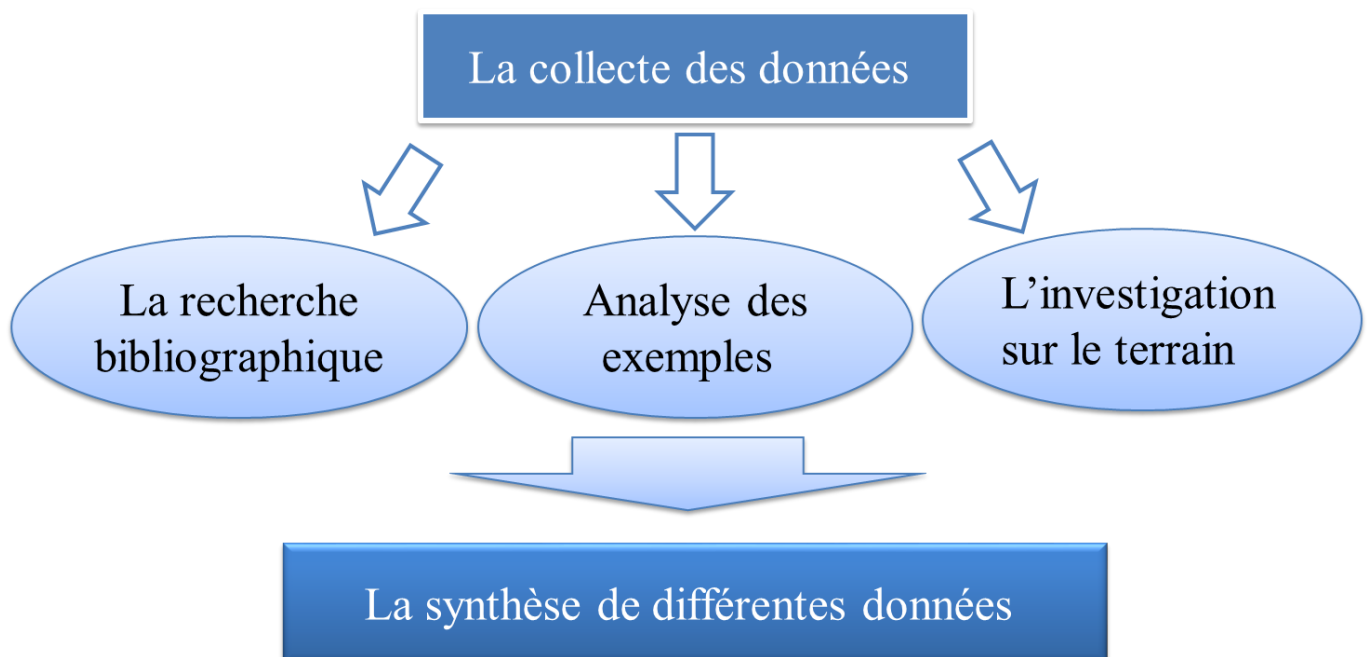 La collecte des données
La recherche
bibliographique
Analyse des
exemples
L’investigation
sur le terrain
La synthèse de différentes données